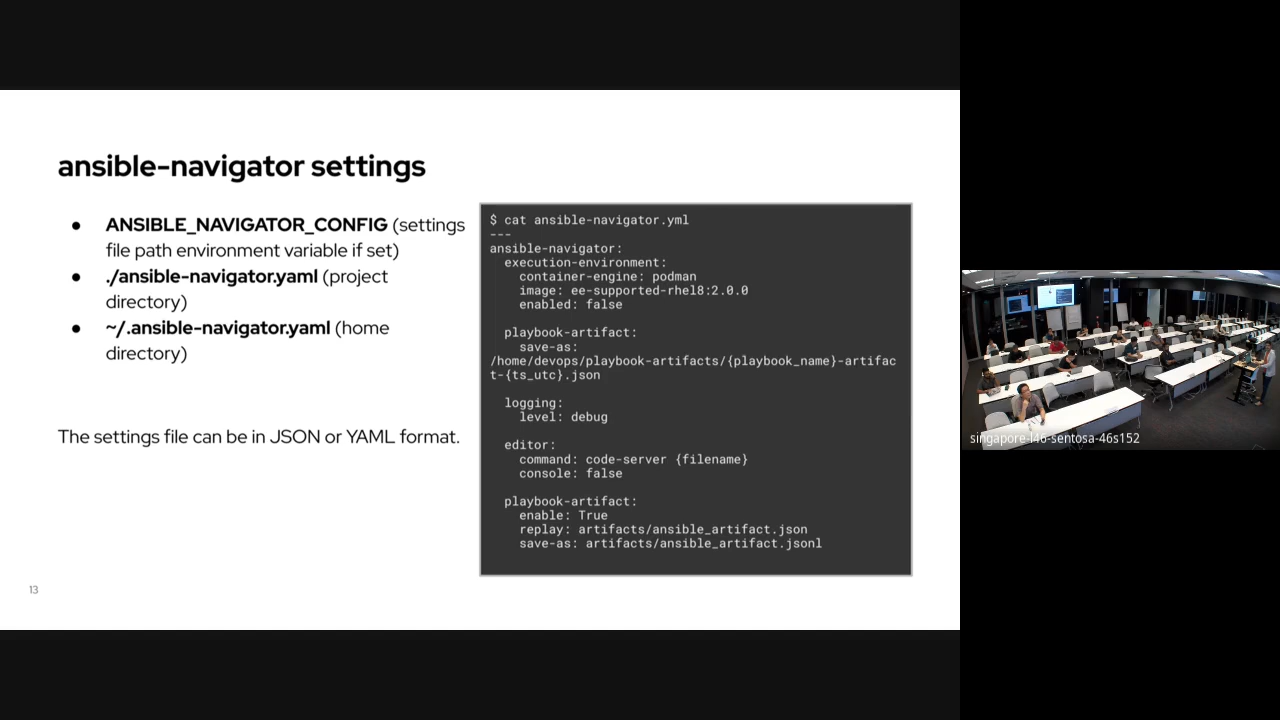 ansible-navigator settings
● ANSIBLE_NAVIGATOR_CONFIG (settings
file path environment variable if set)
● ./ansible-navigator.yaml (project
directory)
● ~/.ansible-navigator.yaml (home
directory)
The settings file can be in JSON or YAML format.
$ cat ansible-navigator.yml
---
ansible-navigator:
  execution-environment:
    container-engine: podman
    image: ee-supported-rhel8:2.0.0
    enabled: false
  playbook-artifact:
    save-as:
/home/devops/playbook-artifacts/{playbook_name}-artifac
t-{ts_utc}.json
  logging:
    level: debug
  editor:
    command: code-server {filename}
    console: false
  playbook-artifact:
    enable: True
    replay: artifacts/ansible_artifact.json
    save-as: artifacts/ansible_artifact.jsonl
13
singapore-l46-sentosa-46s152